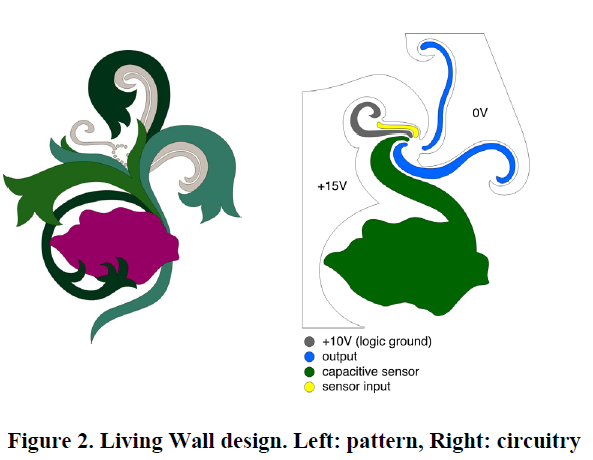 0V
+15V
+10V (logic ground)
output
capacitive sensor
sensor input
Figure 2. Living Wall design. Left: pattern, Right: circuitry